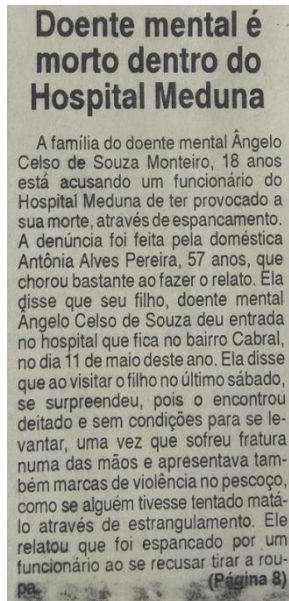 Doente mental é
morto dentro do
Hospital Meduna
A família do doente mental Ângelo
Celso de Souza Monteiro, 18 anos
está acusando um funcionário do
Hospital Meduna de ter provocado a
sua morte, através de espancamento.
A denúncia foi feita pela doméstica
Antônia Alves Pereira, 57 anos, que
chorou bastante ao fazer o relato. Ela
disse que seu filho, doente mental
Ângelo Celso de Souza deu entrada
no hospital que fica no bairro Cabral,
no dia 11 de maio deste ano. Ela disse
que ao visitar o filho no último sábado,
se surpreendeu, pois o encontrou
deitado e sem condições para se le-
vantar, uma vez que sofreu fratura
numa das mãos e apresentava tam-
bém marcas de violência no pescoço,
como se alguém tivesse tentado matá-
lo através de estrangulamento. Ele
relatou que foi espancado por um
funcionário ao se recusar tirar a rou-
pa. (Página 8)